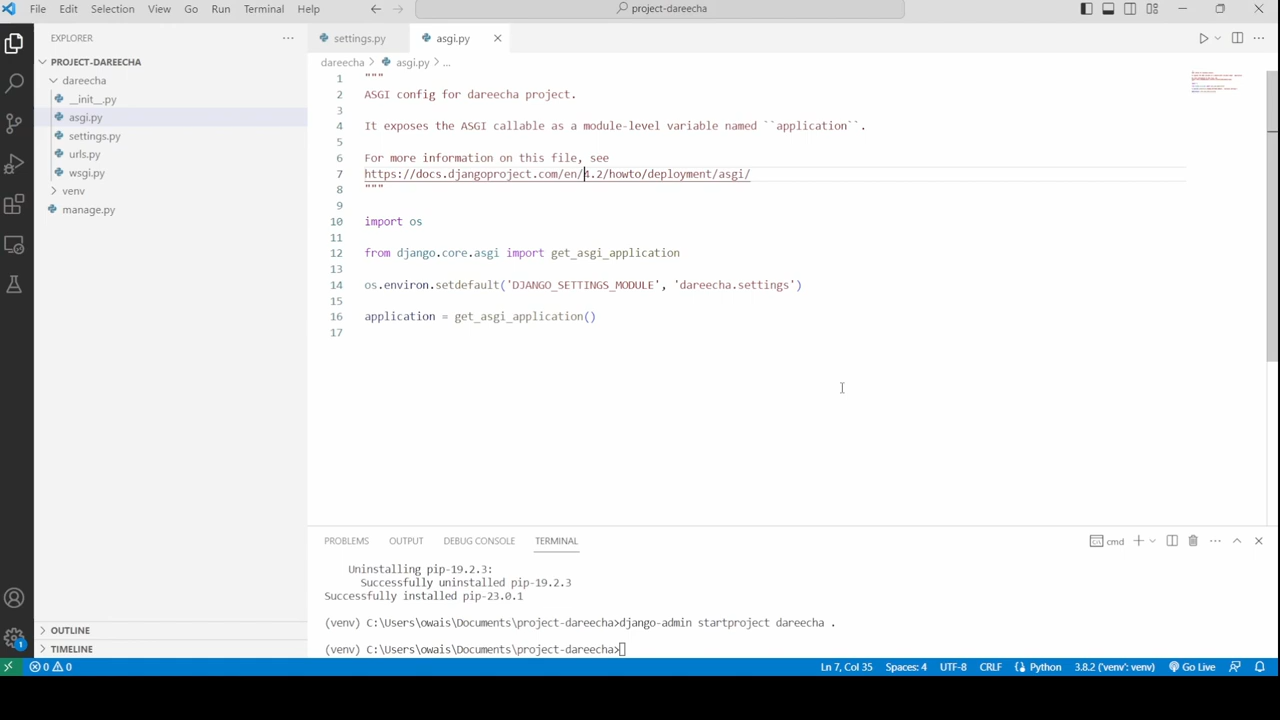 File Edit Selection View Go Run Terminal Help
project-dareecha
EXPLORER
PROJECT-DAREECHA
dareecha
__init__.py
asgi.py
settings.py
urls.py
wsgi.py
venv
manage.py
OUTLINE
TIMELINE
settings.py asgi.py
dareecha > asgi.py > ...
1 """
2 ASGI config for dareecha project.
3
4 It exposes the ASGI callable as a module-level variable named ``application``.
5
6 For more information on this file, see
7 https://docs.djangoproject.com/en/4.2/howto/deployment/asgi/
8 """
9
10 import os
11
12 from django.core.asgi import get_asgi_application
13
14 os.environ.setdefault('DJANGO_SETTINGS_MODULE', 'dareecha.settings')
15
16 application = get_asgi_application()
17
PROBLEMS OUTPUT DEBUG CONSOLE TERMINAL
cmd
Uninstalling pip-19.2.3:
Successfully uninstalled pip-19.2.3
Successfully installed pip-23.0.1
(venv) C:\Users\owais\Documents\project-dareecha>django-admin startproject dareecha .
(venv) C:\Users\owais\Documents\project-dareecha>
1
0 0 Ln 7, Col 35 Spaces: 4 UTF-8 CRLF Python 3.8.2 ('venv': venv) Go Live